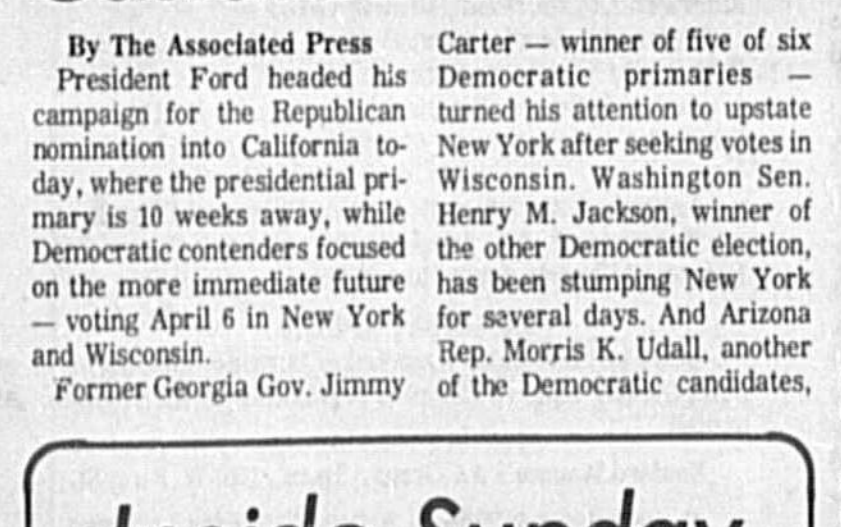 By The Associated Press
President Ford headed his
campaign for the Republican
nomination into California to-
day, where the presidential pri-
mary is 10 weeks away, while
Democratic contenders focused
on the more immediate future
— voting April 6 in New York
and Wisconsin.
Former Georgia Gov. Jimmy
Carter — winner of five of six
Democratic primaries —
turned his attention to upstate
New York after seeking votes in
Wisconsin. Washington Sen.
Henry M. Jackson, winner of
the other Democratic election,
has been stumping New York
for several days. And Arizona
Rep. Morris K. Udall, another
of the Democratic candidates,
Inside Sunday